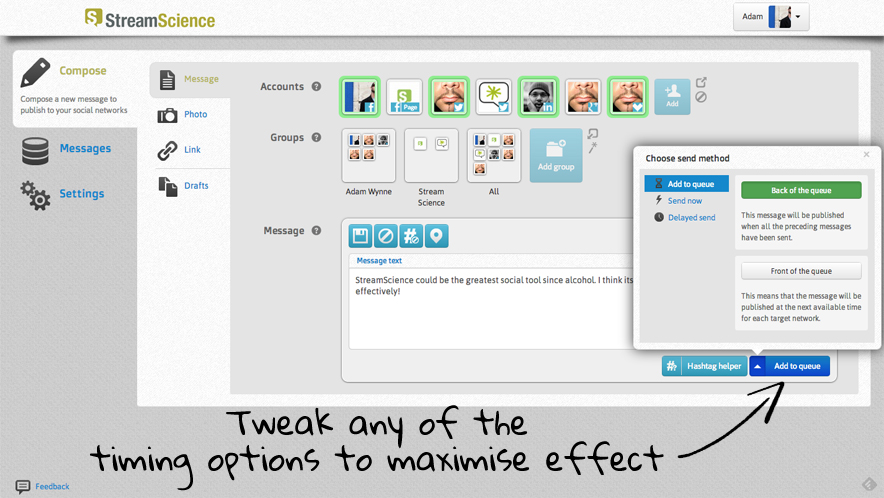 StreamScience
Adam
Compose
Compose a new message to
publish to your social networks
Messages
Settings
Message
Photo
Link
Drafts
Accounts ?
f
S
f Page
in
Add
Groups ?
Adam Wynne
Stream
Science
All
Add group
Message ?
Message text
StreamScience could be the greatest social tool since alcohol. I think its
effectively!
Choose send method
×
Add to queue
Send now
Delayed send
Back of the queue
This message will be published
when all the preceding messages
have been sent.
Front of the queue
This means that the message will be
published at the next available time
for each target network.
Hashtag helper
Add to queue
Tweak any of the
timing options to maximise effect
Feedback